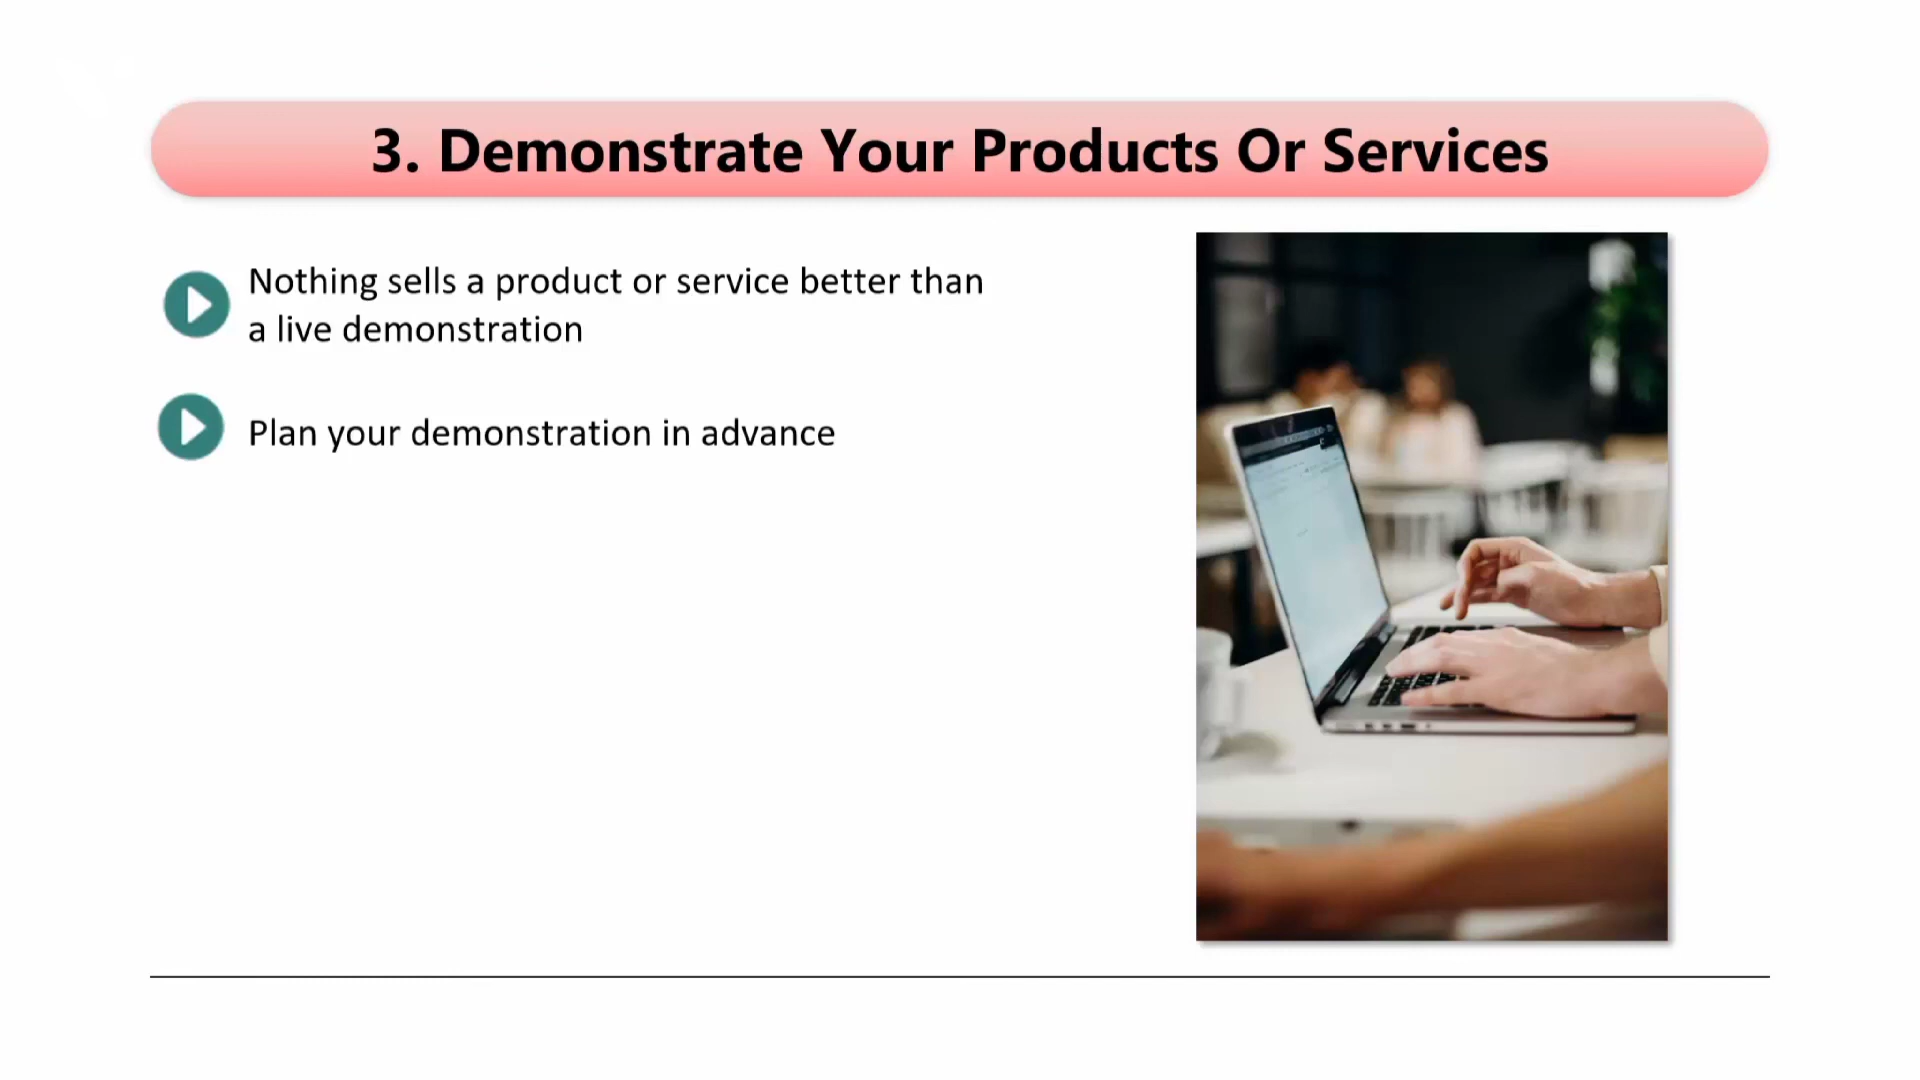 3. Demonstrate Your Products Or Services
Nothing sells a product or service better than
a live demonstration
Plan your demonstration in advance